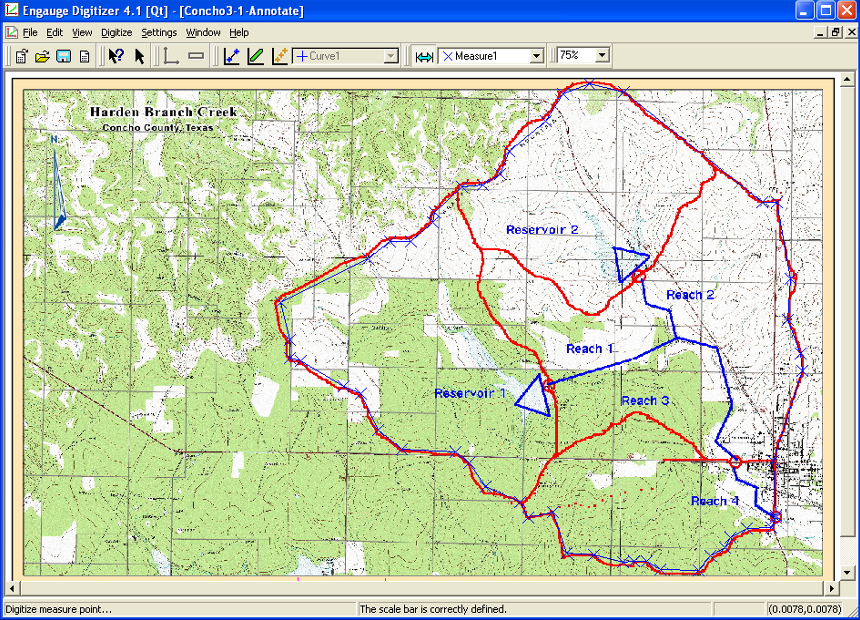 Engauge Digitizer 4.1 [Qt] - [Concho3-1-Annotate]
File Edit View Digitize Settings Window Help
Curve1 Measure1 75%
Harden Branch Creek
Concho County, Texas
N
Reservoir 2
Reach 2
Reach 1
Reservoir 1
Reach 3
Reach 4
Digitize measure point... The scale bar is correctly defined. (0.0078,0.0078)